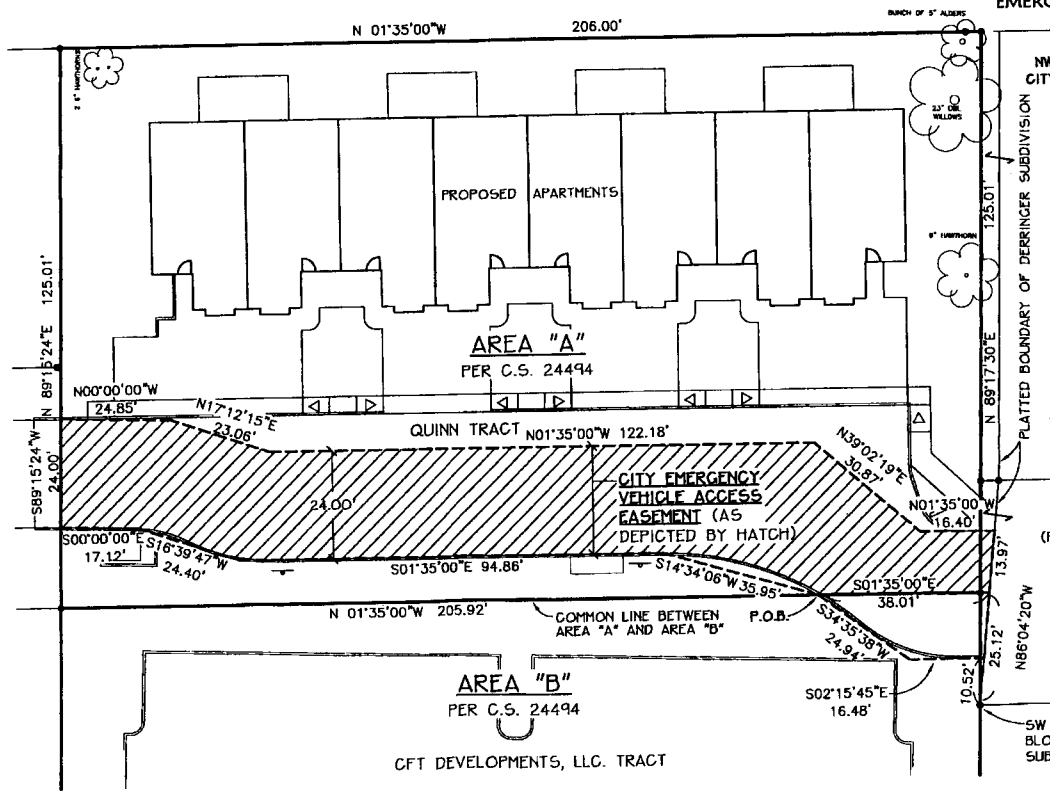 EMERG
BUNCH OF 5" ALDERS
N 01°35'00"W 206.00'
NW
CITY
2 8" HAWTHORNS
23" DBL
WILLOWS
PLATTED BOUNDARY OF DERRINGER SUBDIVISION
125.01'
N 89°17'30"E
8" HAWTHORN
PROPOSED APARTMENTS
N 89°15'24"E 125.01'
AREA "A"
PER C.S. 24494
N00°00'00"W
24.85'
N17°12'15"E
23.06'
QUINN TRACT
N01°35'00"W 122.18'
N39°02'19"E
30.87'
N01°35'00"W
16.40'
S89°15'24"W
24.00'
24.00'
CITY EMERGENCY
VEHICLE ACCESS
EASEMENT (AS
DEPICTED BY HATCH)
S00°00'00"E
17.12'
S16°39'47"W
24.40'
S01°35'00"E 94.86'
S14°34'06"W 35.95'
S01°35'00"E
38.01'
13.97'
N 01°35'00"W 205.92'
COMMON LINE BETWEEN
AREA "A" AND AREA "B"
P.O.B.
S34°35'38"W
24.94'
25.12'
N86°04'20"W
10.52'
S02°15'45"E
16.48'
AREA "B"
PER C.S. 24494
SW
BLO
SUB
CFT DEVELOPMENTS, LLC. TRACT